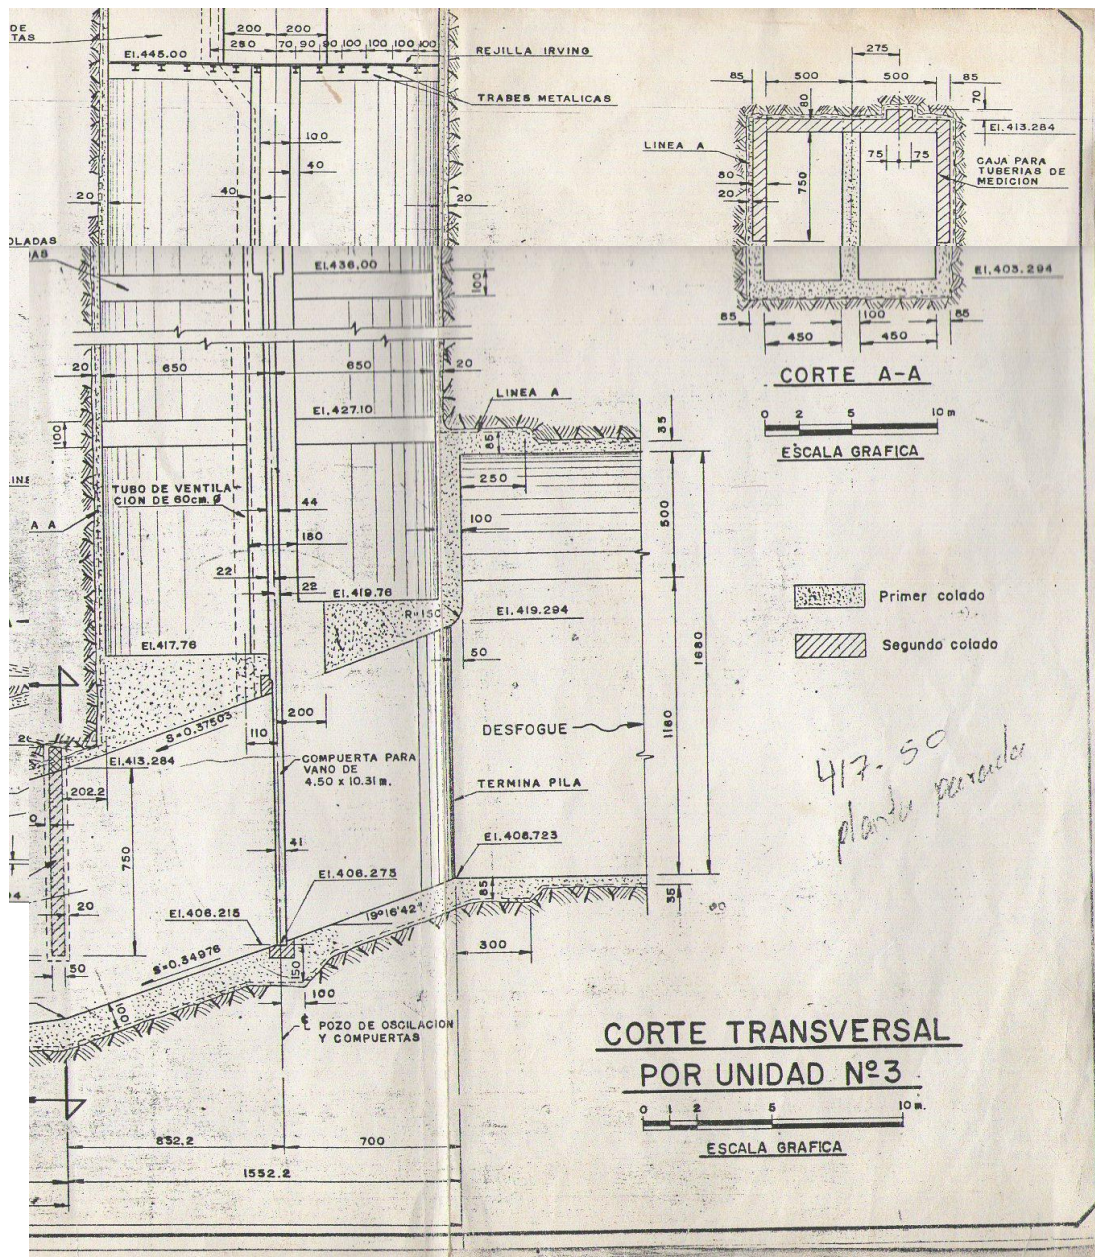 DE
TAS
200
200
280
70
90
90
100
100
100
100
El.445.00
REJILLA IRVING
TRABES METALICAS
100
40
40
20
20
275
85
500
500
85
80
70
El.413.284
LINEA A
75
75
750
80
20
CAJA PARA
TUBERIAS DE
MEDICION
OLADAS
DAS
El.436.00
100
El.403.294
85
100
85
450
450
CORTE A-A
0 2 5 10 m
ESCALA GRAFICA
20
650
650
20
LINEA A
El.427.10
100
85
35
250
TUBO DE VENTILA
CION DE 60cm. Ø
A A
44
100
180
500
22
22
El.419.76
R=150
El.419.294
1680
Primer colado
Segundo colado
El.417.76
50
200
110
S=0.37503
DESFOGUE
1180
El.413.284
COMPUERTA PARA
VANO DE
4.50 x 10.31 m.
TERMINA PILA
202.2
750
417.50
planta parada
41
El.406.723
El.406.275
85
35
19°16'42"
El.406.215
20
S=0.34976
50
150
300
100
100
℄ POZO DE OSCILACION
Y COMPUERTAS
CORTE TRANSVERSAL
POR UNIDAD Nº3
0 1 2 5 10 m.
ESCALA GRAFICA
852.2
700
1552.2